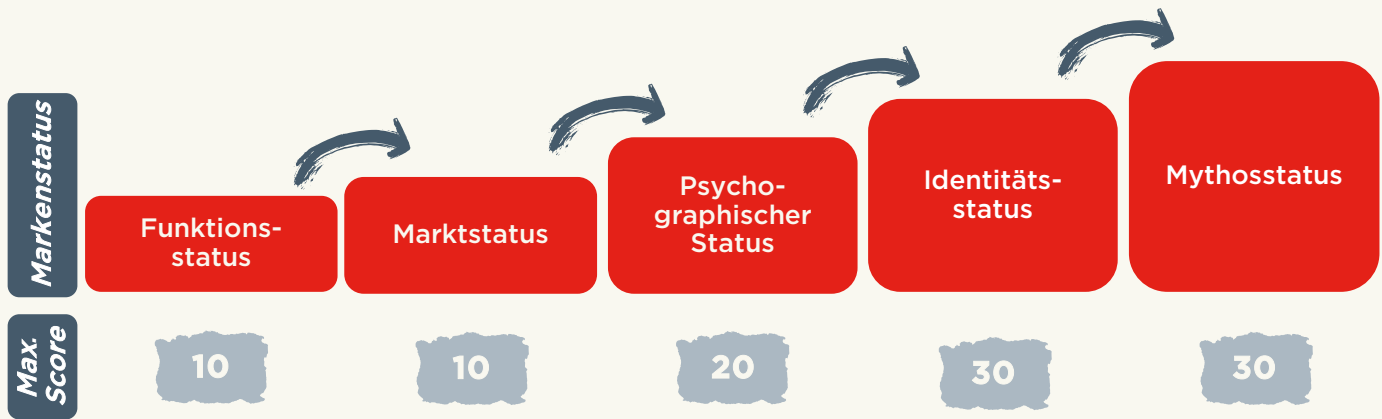 Markenstatus
Funktions-
status
Marktstatus
Psycho-
graphischer
Status
Identitäts-
status
Mythosstatus
Max.
Score
10
10
20
30
30